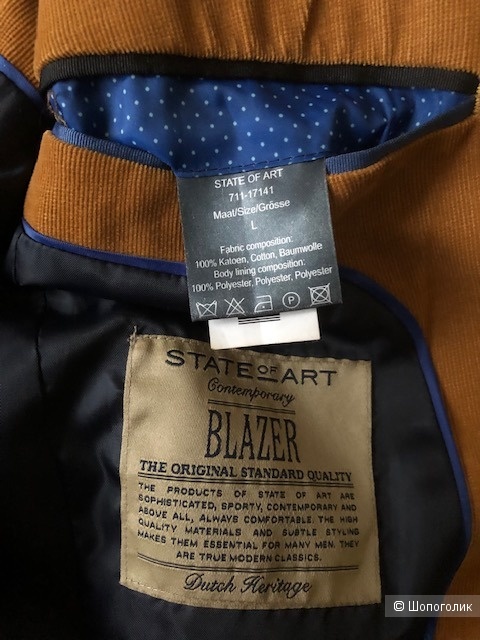 STATE OF ART
711-17141
Maat/Size/Grösse
L
Fabric composition:
100% Katoen, Cotton, Baumwolle
Body lining composition:
100% Polyester, Polyester, Polyester
P
STATE OF ART
Contemporary
BLAZER
THE ORIGINAL STANDARD QUALITY
THE PRODUCTS OF STATE OF ART ARE
SOPHISTICATED, SPORTY, CONTEMPORARY AND
ABOVE ALL, ALWAYS COMFORTABLE. THE HIGH
QUALITY MATERIALS AND SUBTLE STYLING
MAKES THEM ESSENTIAL FOR MANY MEN. THEY
ARE TRUE MODERN CLASSICS.
Dutch Heritage
© Шопоголик